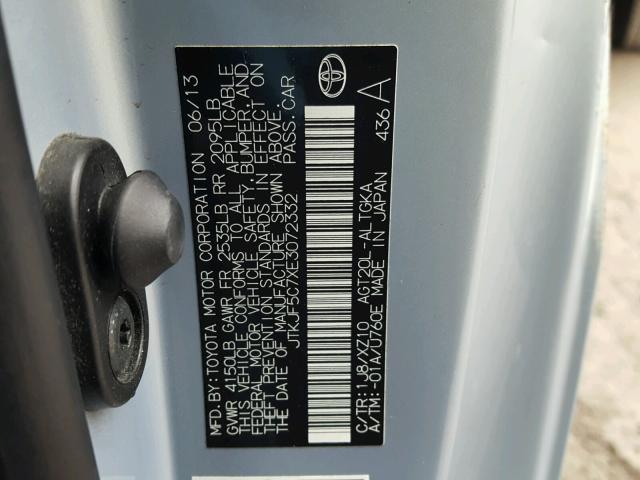 MFD. BY: TOYOTA MOTOR CORPORATION 06/13
GVWR 4150LB GAWR FR 2535LB RR 2095LB
THIS VEHICLE CONFORMS TO ALL APPLICABLE
FEDERAL MOTOR VEHICLE SAFETY, BUMPER, AND
THEFT PREVENTION STANDARDS IN EFFECT ON
THE DATE OF MANUFACTURE SHOWN ABOVE.
JTKJF5C7XE3072332 PASS. CAR
C/TR: 1J8/XZ10 AGT20L-ALTGKA
A/TM: -01A/U760E MADE IN JAPAN 436 A